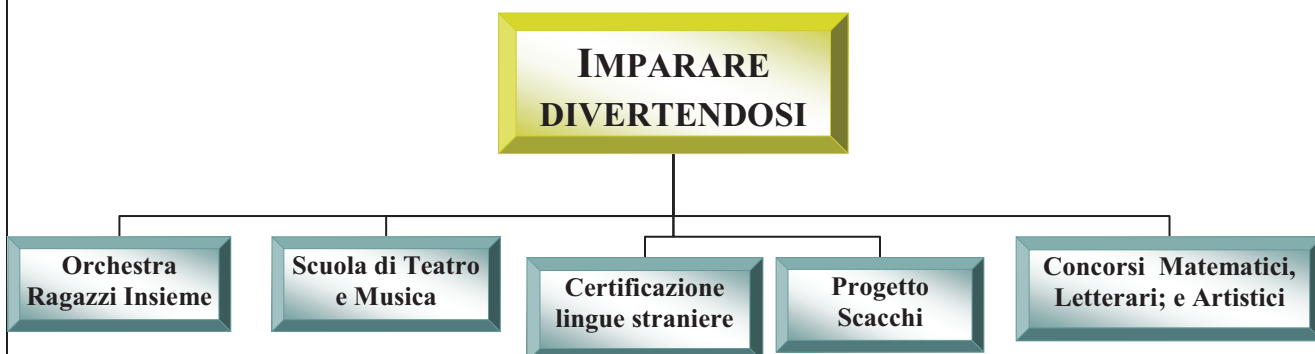 IMPARARE
DIVERTENDOSI
Orchestra
Ragazzi Insieme
Scuola di Teatro
e Musica
Certificazione
lingue straniere
Progetto
Scacchi
Concorsi Matematici,
Letterari; e Artistici